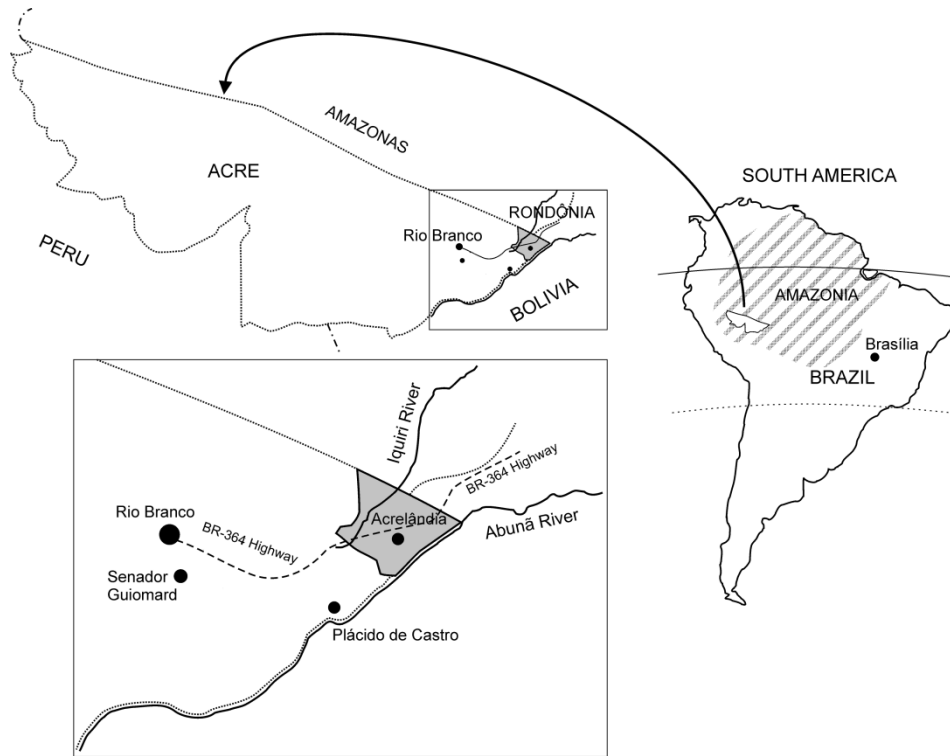 AMAZONAS
ACRE
PERU
RONDÔNIA
Rio Branco
BOLIVIA
SOUTH AMERICA
AMAZONIA
Brasília
BRAZIL
Iquiri River
BR-364 Highway
Acrelândia
Abunã River
Rio Branco
BR-364 Highway
Senador
Guiomard
Plácido de Castro